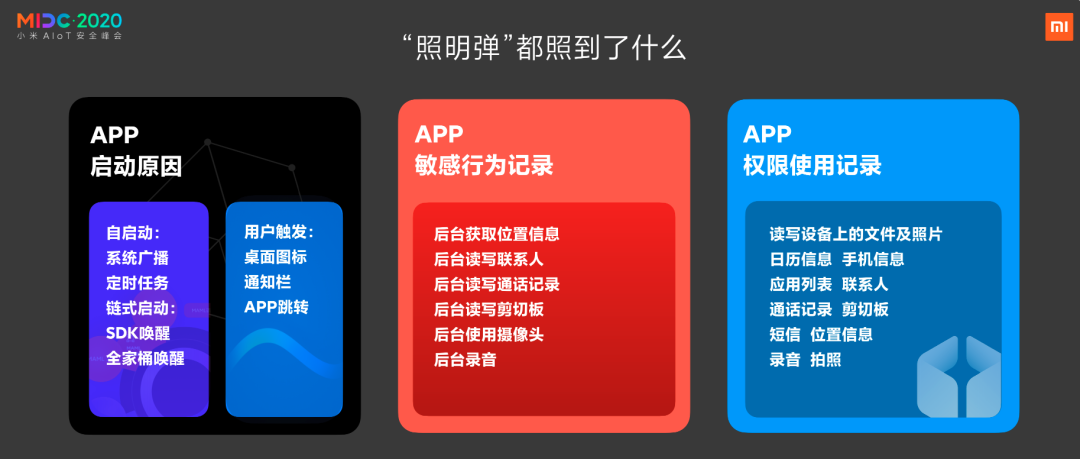 MIDC·2020
小米AIoT安全峰会
“照明弹”都照到了什么
APP
启动原因
自启动：
系统广播
定时任务
链式启动：
SDK唤醒
全家桶唤醒
用户触发：
桌面图标
通知栏
APP跳转
APP
敏感行为记录
后台获取位置信息
后台读写联系人
后台读写通话记录
后台读写剪切板
后台使用摄像头
后台录音
APP
权限使用记录
读写设备上的文件及照片
日历信息 手机信息
应用列表 联系人
通话记录 剪切板
短信 位置信息
录音 拍照